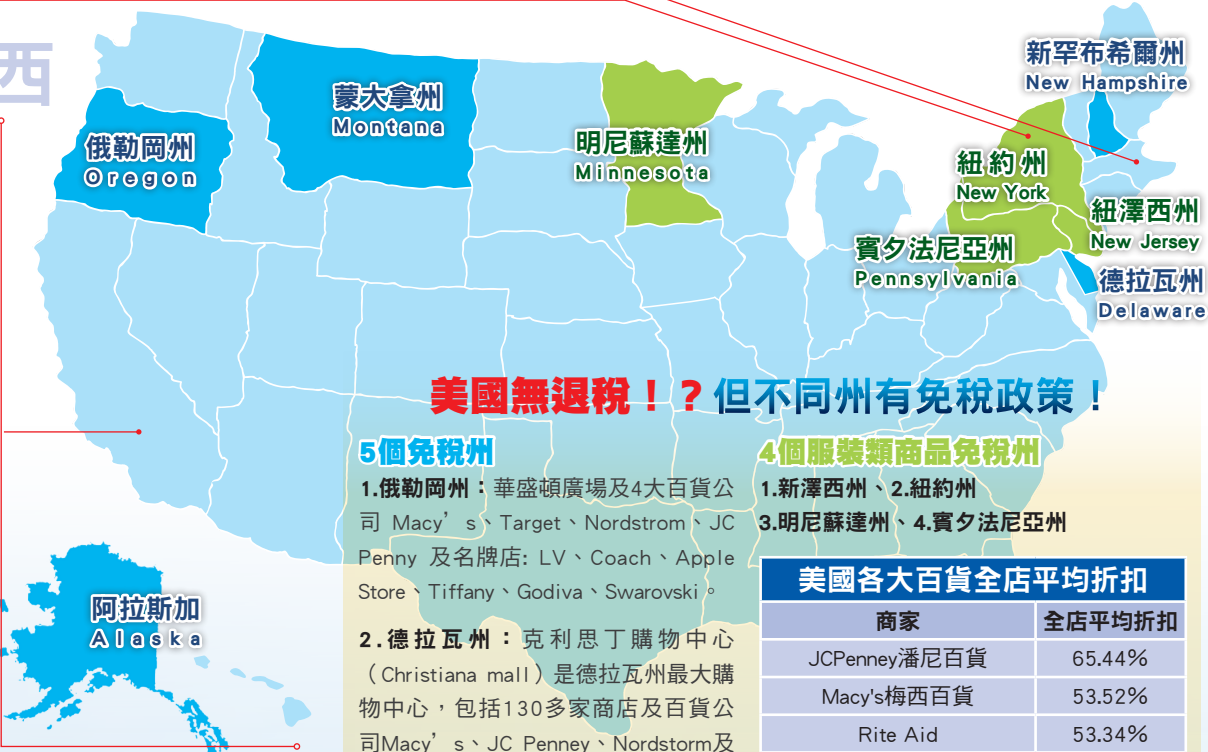 西
新罕布希爾州
New Hampshire
蒙大拿州
Montana
俄勒岡州
Oregon
明尼蘇達州
Minnesota
紐約州
New York
紐澤西州
New Jersey
賓夕法尼亞州
Pennsylvania
德拉瓦州
Delaware
阿拉斯加
Alaska
美國無退稅！？但不同州有免稅政策！
5個免稅州
1.俄勒岡州：華盛頓廣場及4大百貨公
司 Macy’s、Target、Nordstrom、JC
Penny 及名牌店: LV、Coach、Apple
Store、Tiffany、Godiva、Swarovski。
2.德拉瓦州：克利思丁購物中心
（Christiana mall）是德拉瓦州最大購
物中心，包括130多家商店及百貨公
司Macy’s、JC Penney、Nordstorm及
4個服裝類商品免稅州
1.新澤西州、2.紐約州
3.明尼蘇達州、4.賓夕法尼亞州
美國各大百貨全店平均折扣
商家 全店平均折扣
JCPenney潘尼百貨 65.44%
Macy's梅西百貨 53.52%
Rite Aid 53.34%